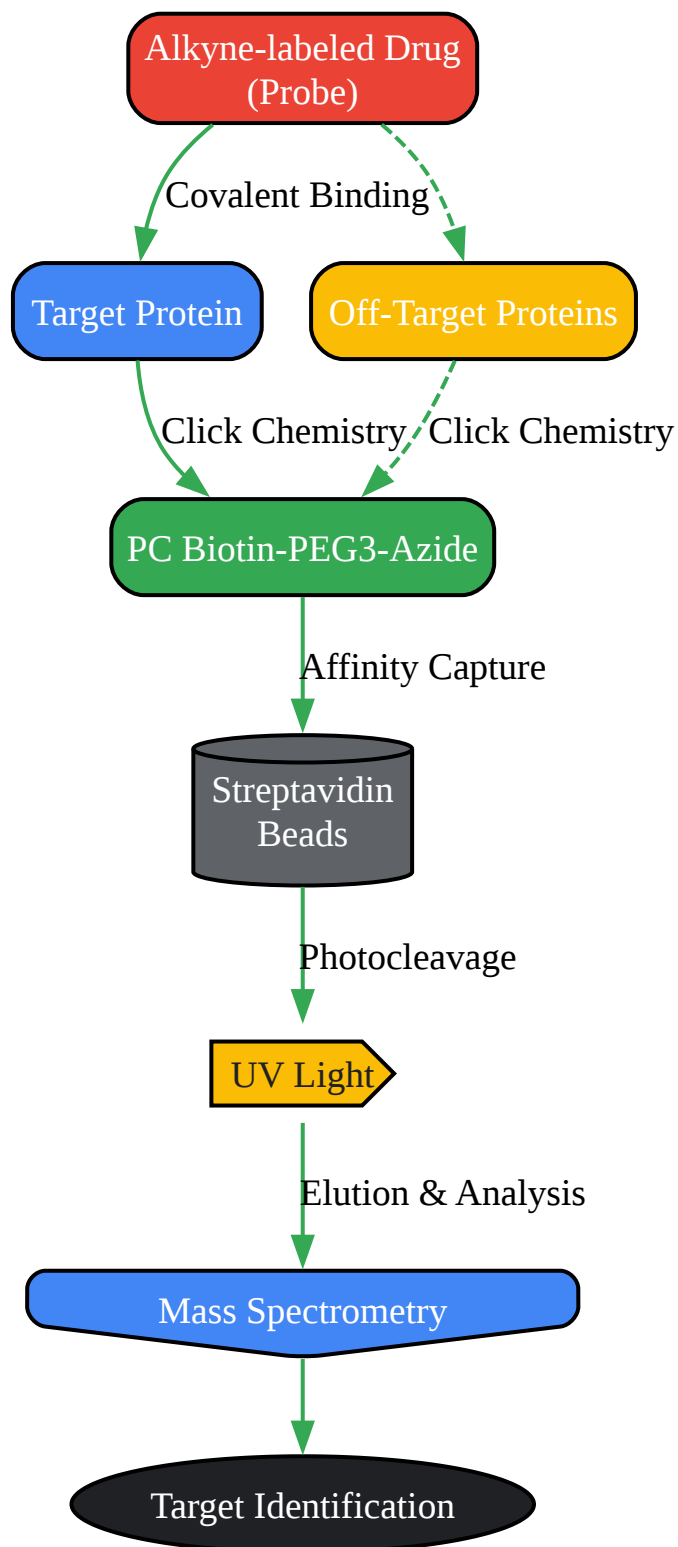 Alkyne-labeled Drug
(Probe)
Covalent Binding
Target Protein
Off-Target Proteins
Click Chemistry
Click Chemistry
PC Biotin-PEG3-Azide
Affinity Capture
Streptavidin
Beads
Photocleavage
UV Light
Elution & Analysis
Mass Spectrometry
Target Identification